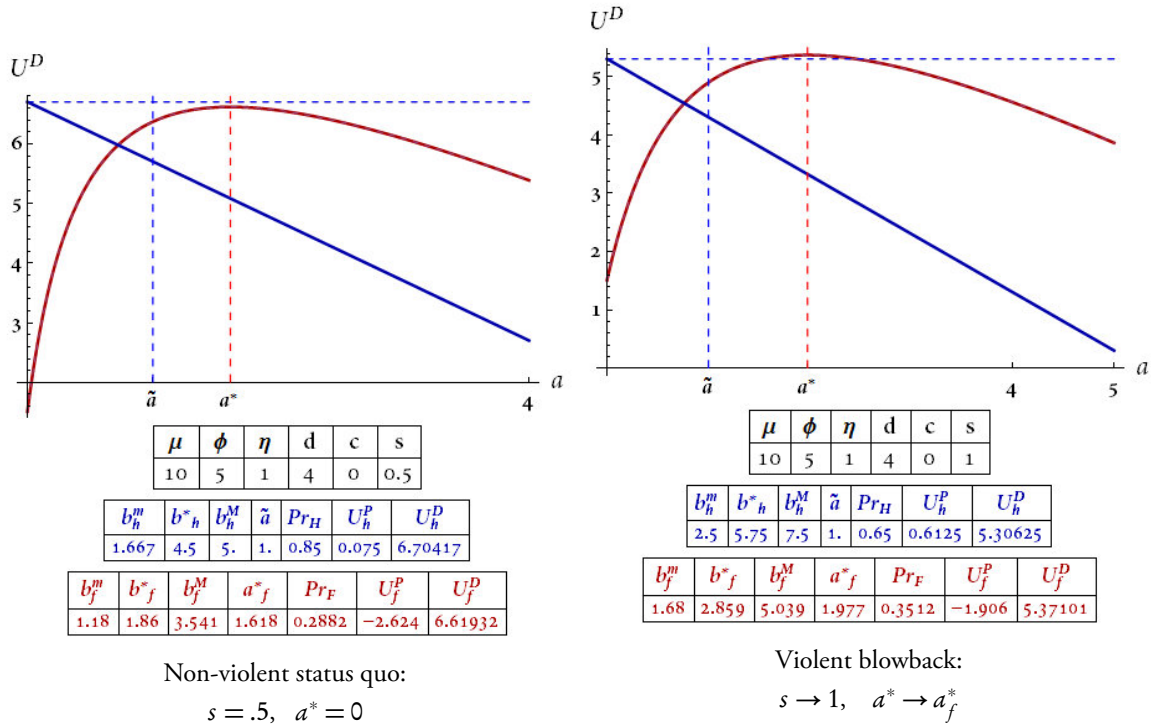 U^D
6
5
4
3
ã
a*
4
a
μ ϕ η d c s
10 5 1 4 0 0.5
b_h^m b*_h b_h^M ã Pr_H U_h^P U_h^D
1.667 4.5 5. 1. 0.85 0.075 6.70417
b_f^m b*_f b_f^M a*_f Pr_F U_f^P U_f^D
1.18 1.86 3.541 1.618 0.2882 −2.624 6.61932
Non-violent status quo:
s = .5, a* = 0
U^D
5
4
3
2
1
ã
a*
4
5
a
μ ϕ η d c s
10 5 1 4 0 1
b_h^m b*_h b_h^M ã Pr_H U_h^P U_h^D
2.5 5.75 7.5 1. 0.65 0.6125 5.30625
b_f^m b*_f b_f^M a*_f Pr_F U_f^P U_f^D
1.68 2.859 5.039 1.977 0.3512 −1.906 5.37101
Violent blowback:
s → 1, a* → a_f^*